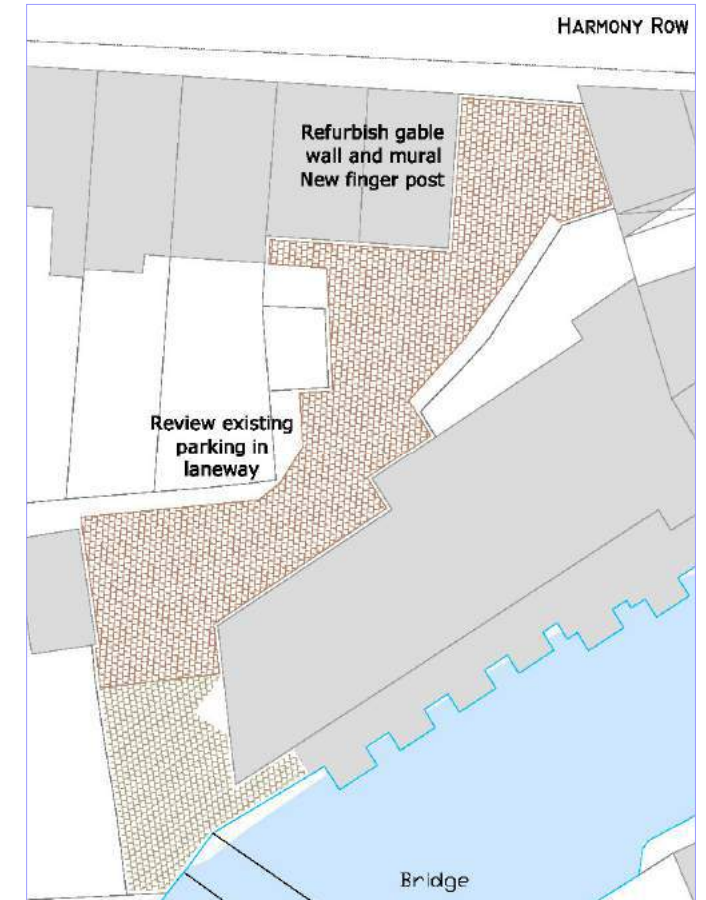 HARMONY ROW
Refurbish gable
wall and mural
New finger post
Review existing
parking in
laneway
Bridge